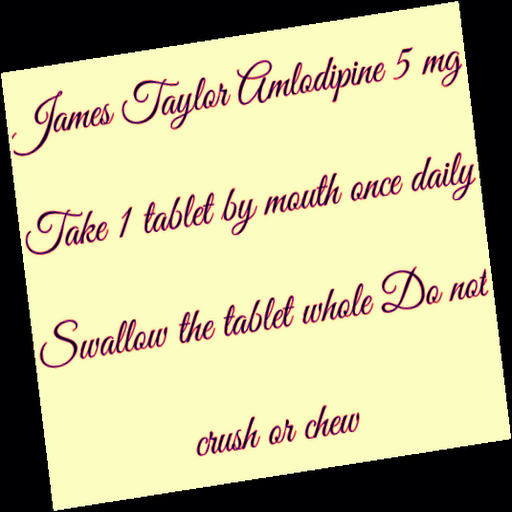 James Taylor Amlodipine 5 mg
Take 1 tablet by mouth once daily
Swallow the tablet whole Do not
crush or chew